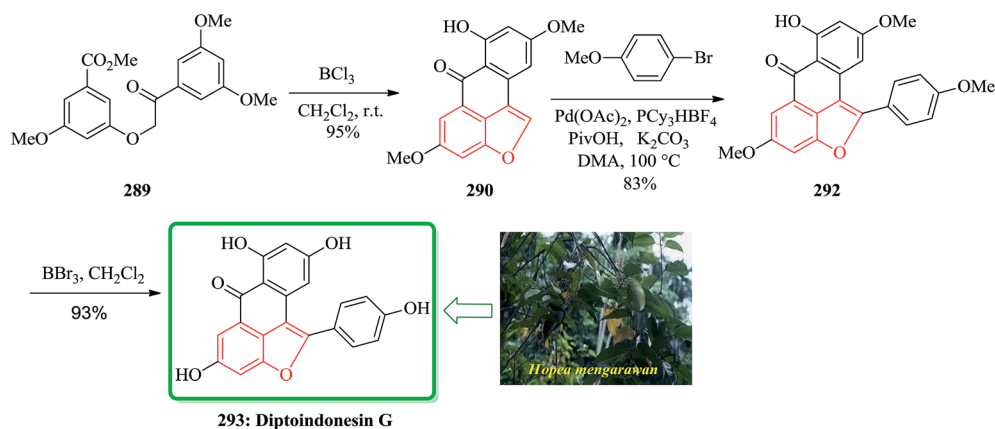 OMe
CO₂Me
O
OMe
OMe
O
289
BCl₃
CH₂Cl₂, r.t.
95%
HO
OMe
O
MeO
O
290
MeO
Br
Pd(OAc)₂, PCy₃HBF₄
PivOH, K₂CO₃
DMA, 100 °C
83%
HO
OMe
O
OMe
MeO
O
292
BBr₃, CH₂Cl₂
93%
HO
OH
O
OH
HO
O
293: Diptoindonesin G
Hopea mengarawan